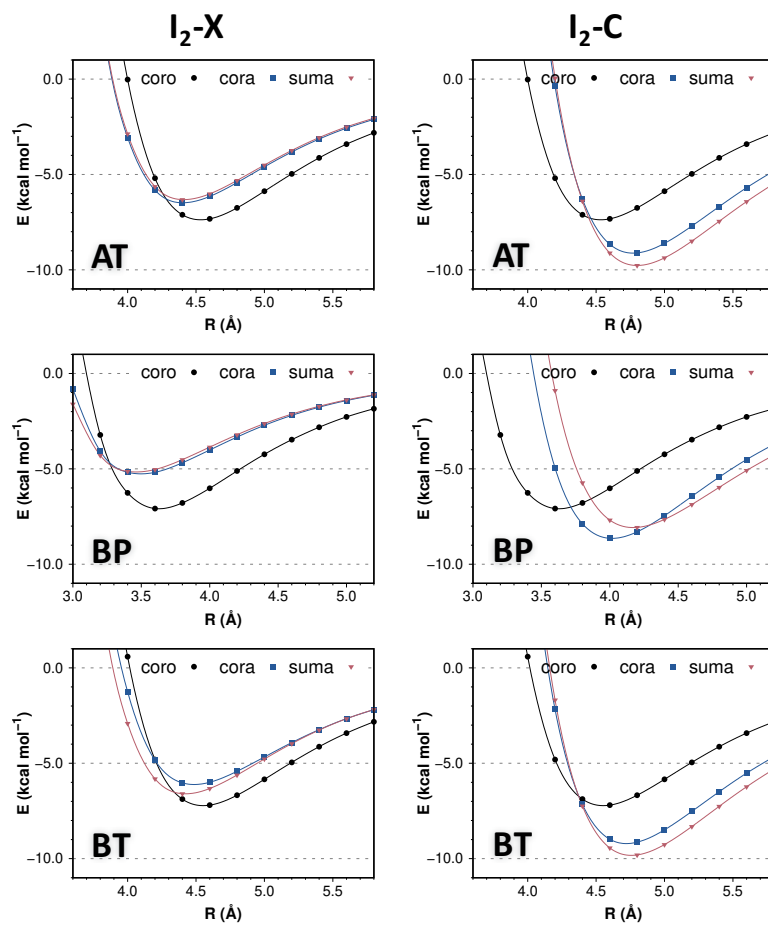 I₂-X
I₂-C
coro cora suma
0.0
−5.0
−10.0
E (kcal mol⁻¹)
AT
4.0 4.5 5.0 5.5
R (Å)
coro cora suma
0.0
−5.0
−10.0
E (kcal mol⁻¹)
AT
4.0 4.5 5.0 5.5
R (Å)
coro cora suma
0.0
−5.0
−10.0
E (kcal mol⁻¹)
BP
3.0 3.5 4.0 4.5 5.0
R (Å)
coro cora suma
0.0
−5.0
−10.0
E (kcal mol⁻¹)
BP
3.0 3.5 4.0 4.5 5.0
R (Å)
coro cora suma
0.0
−5.0
−10.0
E (kcal mol⁻¹)
BT
4.0 4.5 5.0 5.5
R (Å)
coro cora suma
0.0
−5.0
−10.0
E (kcal mol⁻¹)
BT
4.0 4.5 5.0 5.5
R (Å)